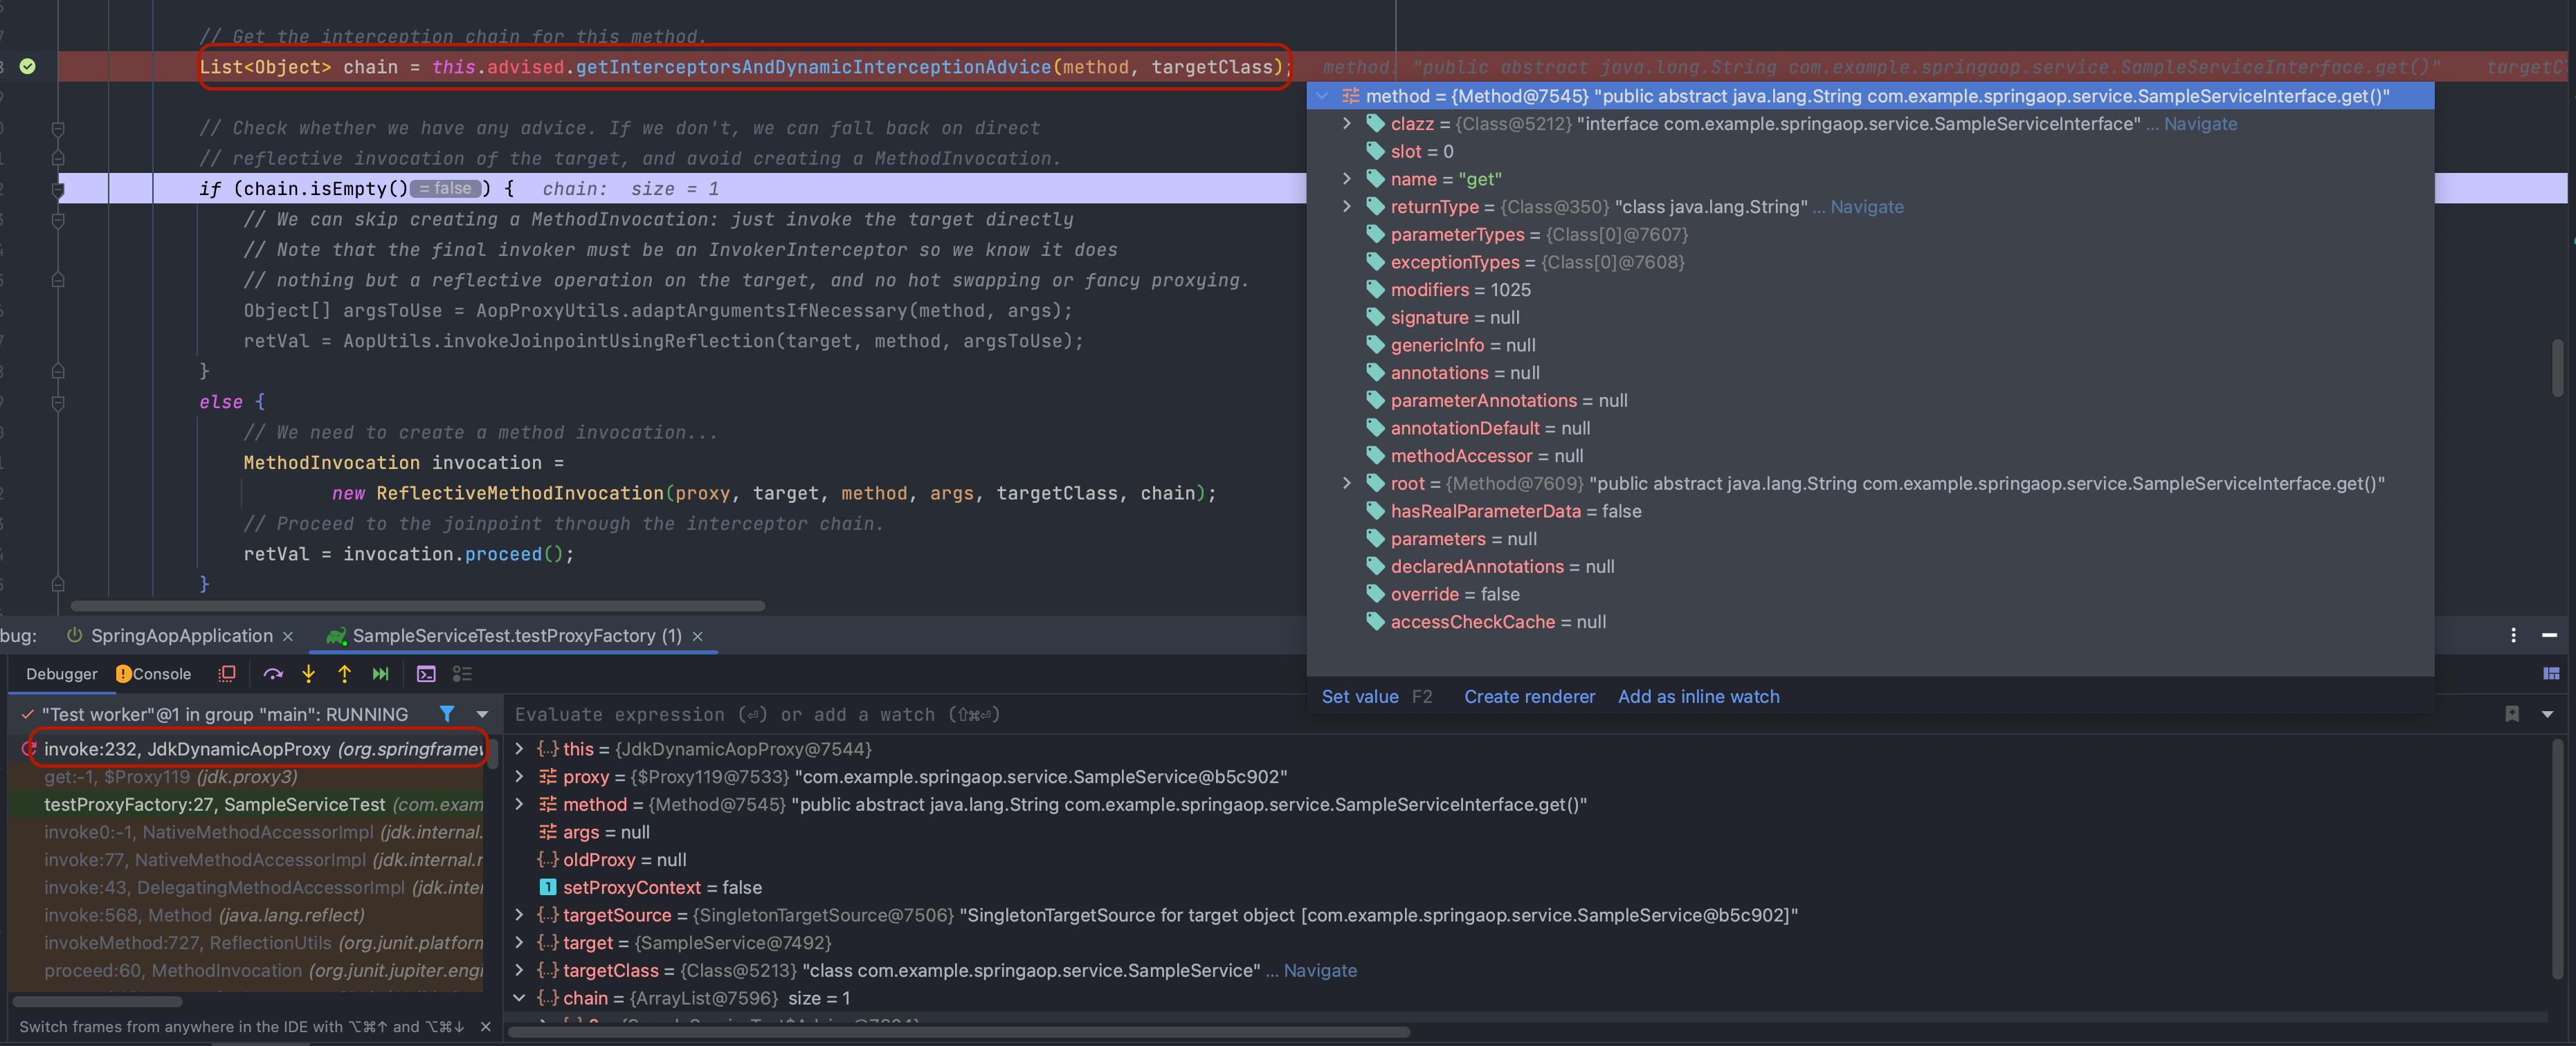 // Get the interception chain for this method.
List<Object> chain = this.advised.getInterceptorsAndDynamicInterceptionAdvice(method, targetClass); method: "public abstract java.lang.String com.example.springaop.service.SampleServiceInterface.get()"
// Check whether we have any advice. If we don't, we can fall back on direct
// reflective invocation of the target, and avoid creating a MethodInvocation.
if (chain.isEmpty() = false ) { chain: size = 1
// We can skip creating a MethodInvocation: just invoke the target directly
// Note that the final invoker must be an InvokerInterceptor so we know it does
// nothing but a reflective operation on the target, and no hot swapping or fancy proxying.
Object[] argsToUse = AopProxyUtils.adaptArgumentsIfNecessary(method, args);
retVal = AopUtils.invokeJoinpointUsingReflection(target, method, argsToUse);
}
else {
// We need to create a method invocation...
MethodInvocation invocation =
new ReflectiveMethodInvocation(proxy, target, method, args, targetClass, chain);
// Proceed to the joinpoint through the interceptor chain.
retVal = invocation.proceed();
}
method = {Method@7545} "public abstract java.lang.String com.example.springaop.service.SampleServiceInterface.get()"
clazz = {Class@5212} "interface com.example.springaop.service.SampleServiceInterface" ... Navigate
slot = 0
name = "get"
returnType = {Class@350} "class java.lang.String" ... Navigate
parameterTypes = {Class[0]@7607}
exceptionTypes = {Class[0]@7608}
modifiers = 1025
signature = null
genericInfo = null
annotations = null
parameterAnnotations = null
annotationDefault = null
methodAccessor = null
root = {Method@7609} "public abstract java.lang.String com.example.springaop.service.SampleServiceInterface.get()"
hasRealParameterData = false
parameters = null
declaredAnnotations = null
override = false
accessCheckCache = null
Set value F2 Create renderer Add as inline watch
bug: SpringAopApplication × SampleServiceTest.testProxyFactory (1) ×
Debugger Console
"Test worker"@1 in group "main": RUNNING
invoke:232, JdkDynamicAopProxy (org.springframew
get:-1, $Proxy119 (jdk.proxy3)
testProxyFactory:27, SampleServiceTest (com.exam
invoke0:-1, NativeMethodAccessorImpl (jdk.internal.
invoke:77, NativeMethodAccessorImpl (jdk.internal.r
invoke:43, DelegatingMethodAccessorImpl (jdk.inter
invoke:568, Method (java.lang.reflect)
invokeMethod:727, ReflectionUtils (org.junit.platform
proceed:60, MethodInvocation (org.junit.jupiter.engi
Switch frames from anywhere in the IDE with ⌥⌘↑ and ⌥⌘↓ ×
Evaluate expression (⏎) or add a watch (⇧⌘⏎)
this = {JdkDynamicAopProxy@7544}
proxy = {$Proxy119@7533} "com.example.springaop.service.SampleService@b5c902"
method = {Method@7545} "public abstract java.lang.String com.example.springaop.service.SampleServiceInterface.get()"
args = null
oldProxy = null
setProxyContext = false
targetSource = {SingletonTargetSource@7506} "SingletonTargetSource for target object [com.example.springaop.service.SampleService@b5c902]"
target = {SampleService@7492}
targetClass = {Class@5213} "class com.example.springaop.service.SampleService" ... Navigate
chain = {ArrayList@7596} size = 1